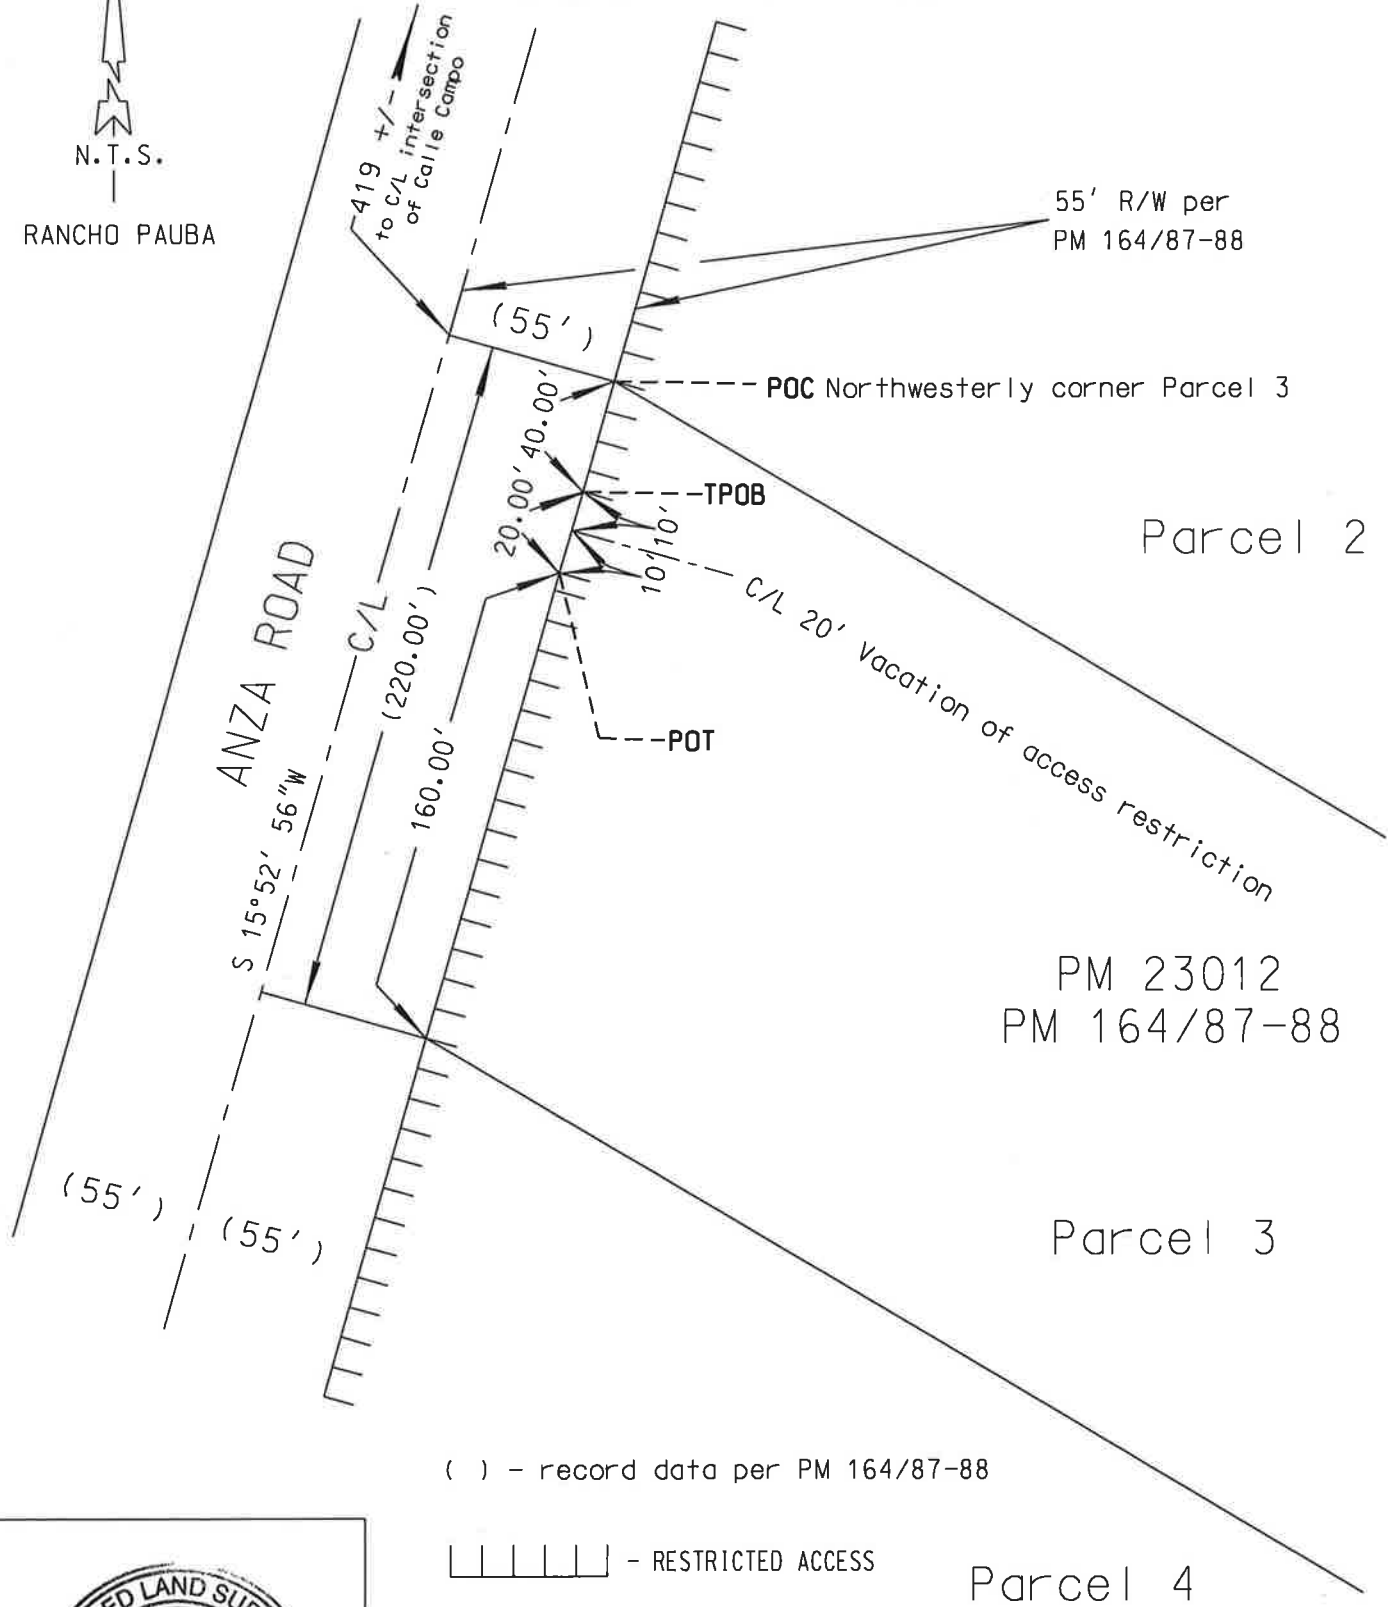 N.T.S.
RANCHO PAUBA
419 +/-
to C/L intersection
of Calle Campo
55' R/W per
PM 164/87-88
(55')
POC Northwesterly corner Parcel 3
40.00'
20.00'
TPOB
10'
10'
Parcel 2
C/L 20' Vacation of access restriction
ANZA ROAD
C/L
(220.00')
160.00'
POT
S 15°52' 56"W
PM 23012
PM 164/87-88
(55')
(55')
Parcel 3
( ) - record data per PM 164/87-88
- RESTRICTED ACCESS
Parcel 4
LAND